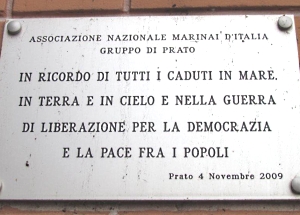 ASSOCIAZIONE NAZIONALE MARINAI D'ITALIA
GRUPPO DI PRATO
IN RICORDO DI TUTTI I CADUTI IN MARE,
IN TERRA E IN CIELO E NELLA GUERRA
DI LIBERAZIONE PER LA DEMOCRAZIA
E LA PACE FRA I POPOLI
Prato 4 Novembre 2009